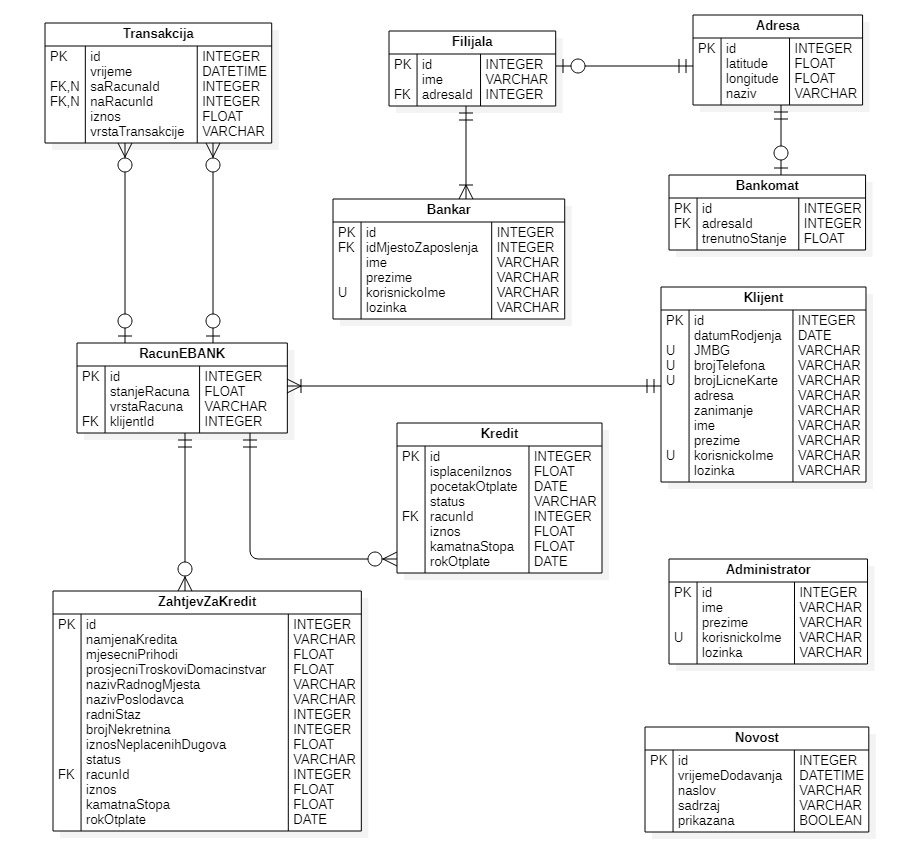 Transakcija
PK id INTEGER
vrijeme DATETIME
FK,N saRacunaId INTEGER
FK,N naRacunId INTEGER
iznos FLOAT
vrstaTransakcije VARCHAR
Filijala
PK id INTEGER
ime VARCHAR
FK adresaId INTEGER
Adresa
PK id INTEGER
latitude FLOAT
longitude FLOAT
naziv VARCHAR
Bankar
PK id INTEGER
FK idMjestoZaposlenja INTEGER
ime VARCHAR
prezime VARCHAR
U korisnickoIme VARCHAR
lozinka VARCHAR
Bankomat
PK id INTEGER
FK adresaId INTEGER
trenutnoStanje FLOAT
Klijent
PK id INTEGER
datumRodjenja DATE
U JMBG VARCHAR
U brojTelefona VARCHAR
U brojLicneKarte VARCHAR
adresa VARCHAR
zanimanje VARCHAR
ime VARCHAR
prezime VARCHAR
U korisnickoIme VARCHAR
lozinka VARCHAR
RacunEBANK
PK id INTEGER
stanjeRacuna FLOAT
vrstaRacuna VARCHAR
FK klijentId INTEGER
Kredit
PK id INTEGER
isplaceniIznos FLOAT
pocetakOtplate DATE
status VARCHAR
FK racunId INTEGER
iznos FLOAT
kamatnaStopa FLOAT
rokOtplate DATE
Administrator
PK id INTEGER
ime VARCHAR
prezime VARCHAR
U korisnickoIme VARCHAR
lozinka VARCHAR
ZahtjevZaKredit
PK id INTEGER
namjenaKredita VARCHAR
mjesecniPrihodi FLOAT
prosjecniTroskoviDomacinstvar FLOAT
nazivRadnogMjesta VARCHAR
nazivPoslodavca VARCHAR
radniStaz INTEGER
brojNekretnina INTEGER
iznosNeplacenihDugova FLOAT
status VARCHAR
FK racunId INTEGER
iznos FLOAT
kamatnaStopa FLOAT
rokOtplate DATE
Novost
PK id INTEGER
vrijemeDodavanja DATETIME
naslov VARCHAR
sadrzaj VARCHAR
prikazana BOOLEAN